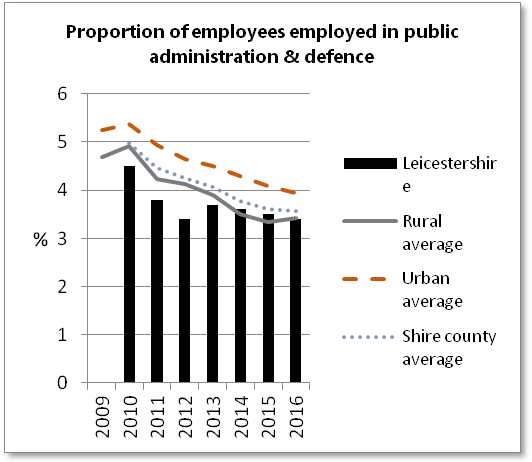 Proportion of employees employed in public
administration & defence
6
5
4
3
2
1
0
%
2009
2010
2011
2012
2013
2014
2015
2016
Leicestershir
e
Rural
average
Urban
average
Shire county
average